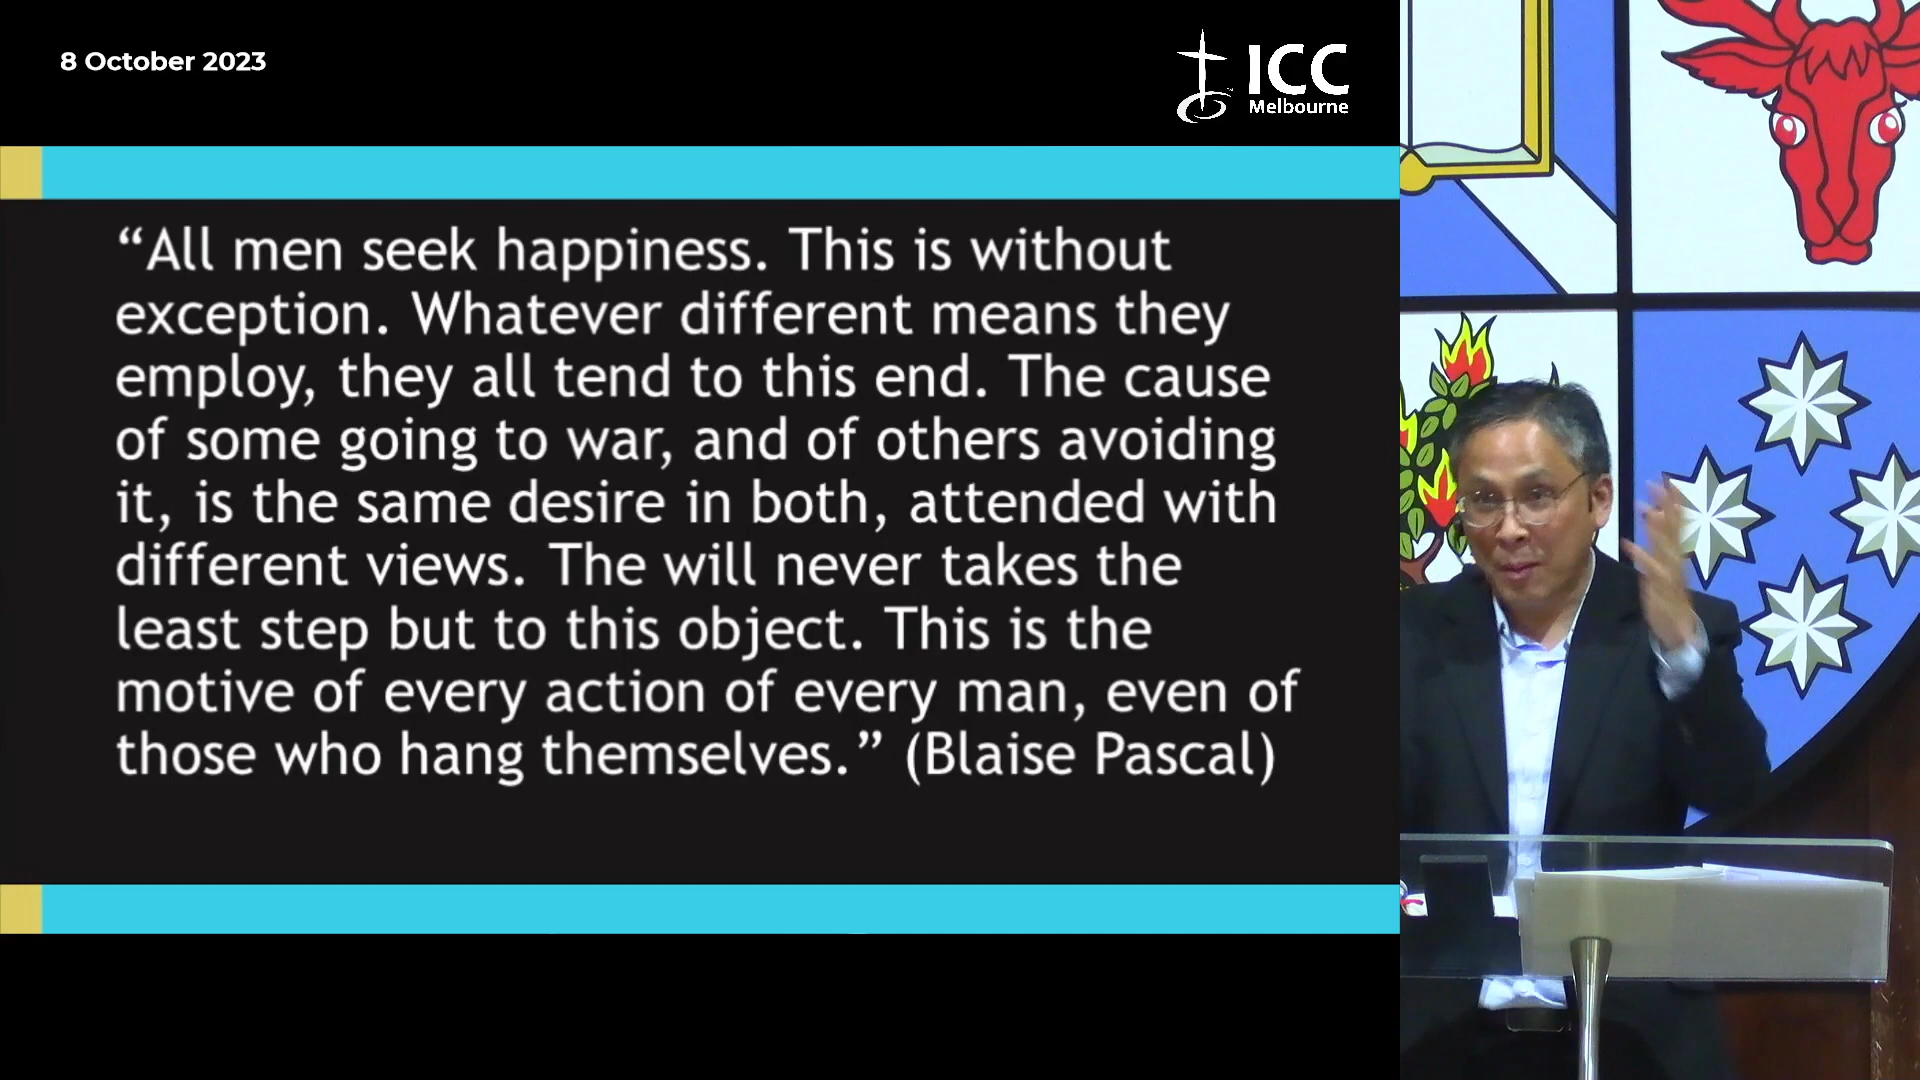 8 October 2023
ICC
Melbourne
“All men seek happiness. This is without
exception. Whatever different means they
employ, they all tend to this end. The cause
of some going to war, and of others avoiding
it, is the same desire in both, attended with
different views. The will never takes the
least step but to this object. This is the
motive of every action of every man, even of
those who hang themselves.” (Blaise Pascal)